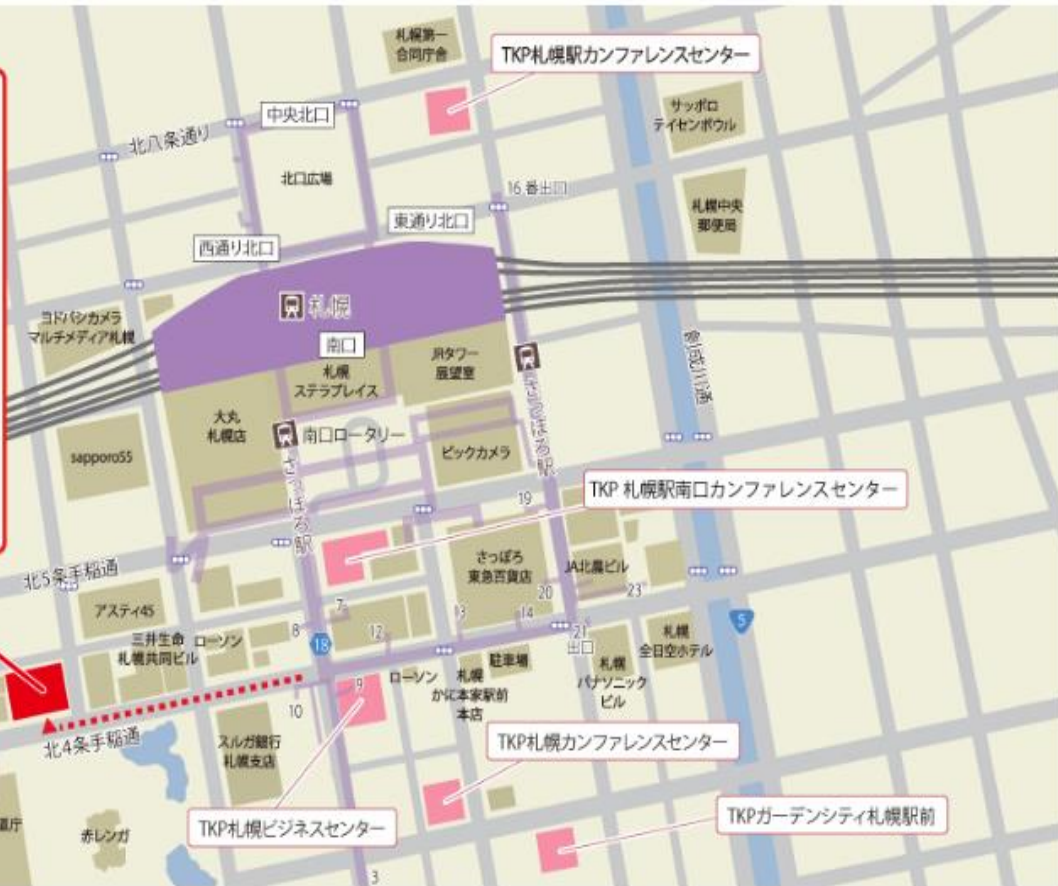 札幌第一
合同庁舎
TKP札幌駅カンファレンスセンター
サッポロ
テイセンボウル
中央北口
北八条通り
北口広場
16番出口
札幌中央
郵便局
東通り北口
西通り北口
札幌
ヨドバシカメラ
マルチメディア札幌
南口
札幌
ステラプレイス
JRタワー
展望室
さっぽろ駅
創成川通
大丸
札幌店
南口ロータリー
さっぽろ駅
ビックカメラ
sapporo55
TKP 札幌駅南口カンファレンスセンター
19
北5条手稲通
さっぽろ
東急百貨店
JA北農ビル
20
23
アスティ45
7
8
12
13
14
21
出口
5
三井生命
札幌共同ビル
ローソン
18
札幌
全日空ホテル
駐車場
札幌
パナソニック
ビル
ローソン
札幌
かに本家駅前
本店
9
10
北4条手稲通
スルガ銀行
札幌支店
TKP札幌カンファレンスセンター
TKP札幌ビジネスセンター
TKPガーデンシティ札幌駅前
庁
赤レンガ
3